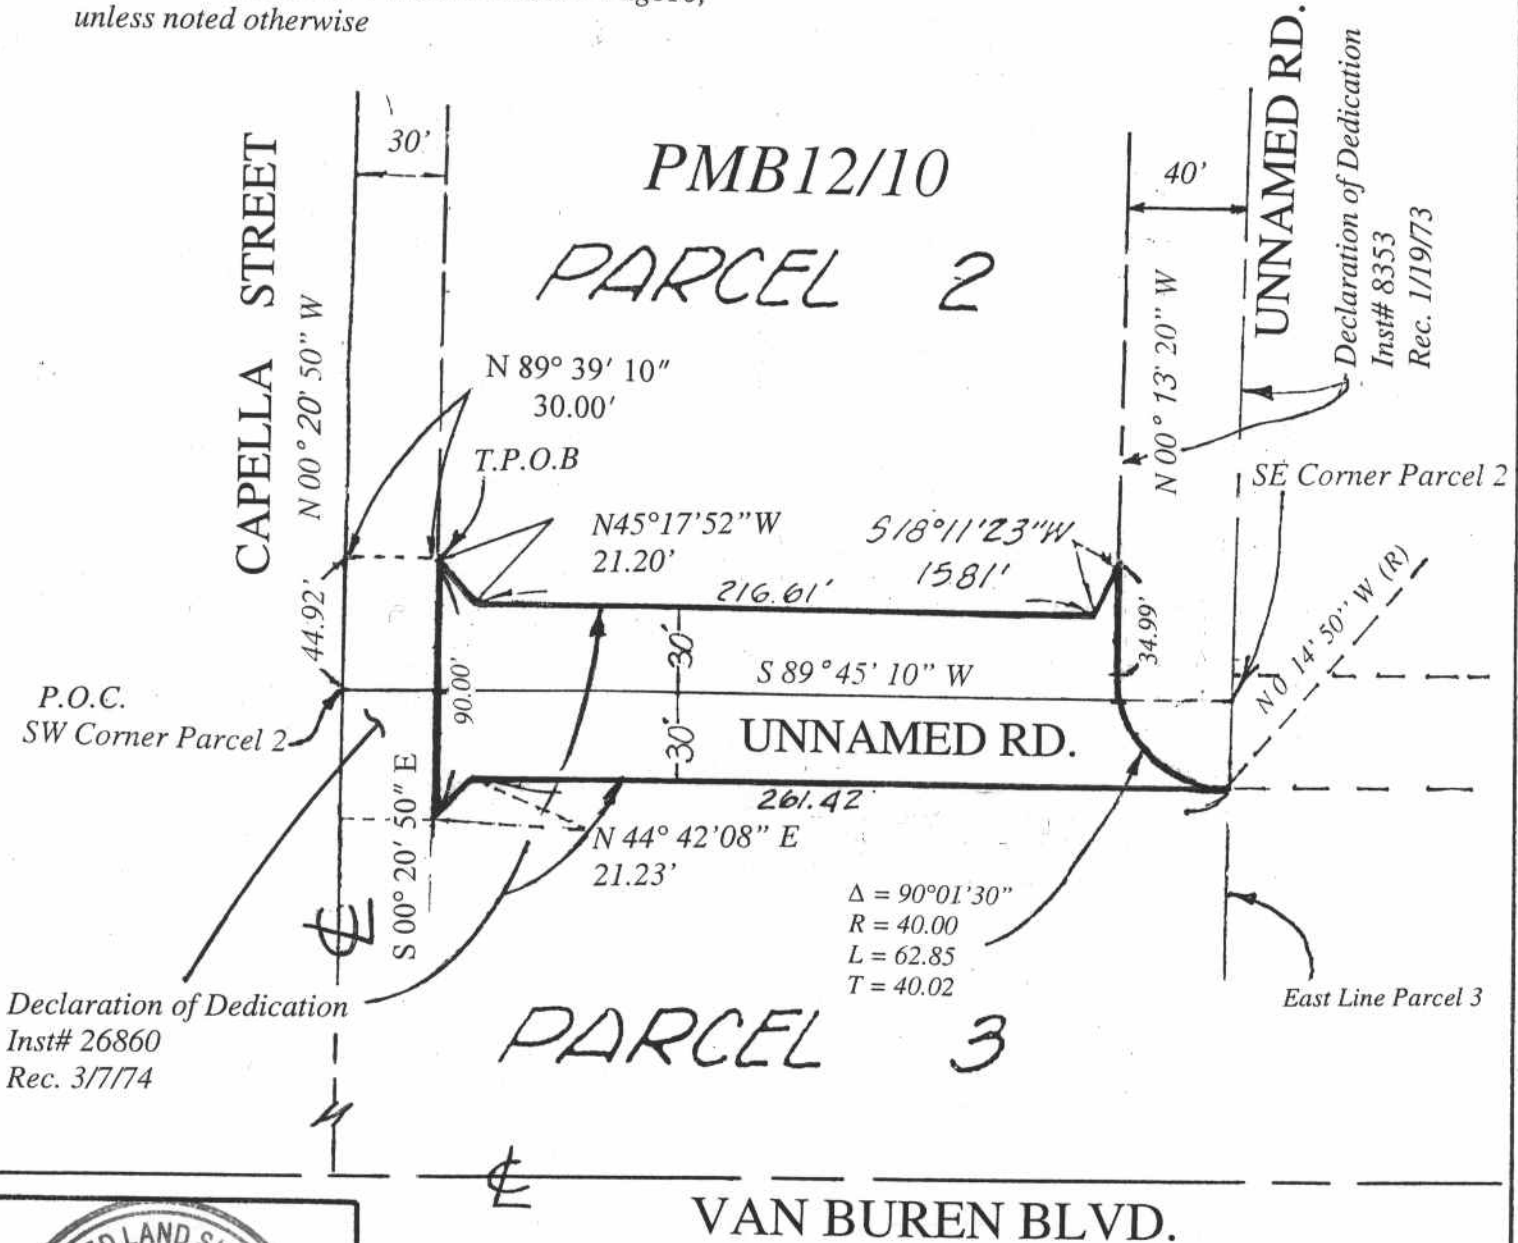 unless noted otherwise
30'
PMB12/10
40'
UNNAMED RD.
Declaration of Dedication
Inst# 8353
Rec. 1/19/73
PARCEL 2
CAPELLA STREET
N 00° 20' 50" W
N 00° 13' 20" W
N 89° 39' 10"
30.00'
T.P.O.B
SE Corner Parcel 2
N45°17'52"W
21.20'
S18°11'23"W
1581'
216.61'
44.92'
34.99'
30'
S 89°45' 10" W
N 0 14' 50" W (R)
P.O.C.
SW Corner Parcel 2
90.00'
30'
UNNAMED RD.
261.42'
S 00° 20' 50" E
N 44° 42'08" E
21.23'
Δ = 90°01'30"
R = 40.00
L = 62.85
T = 40.02
Declaration of Dedication
Inst# 26860
Rec. 3/7/74
East Line Parcel 3
PARCEL 3
VAN BUREN BLVD.
LAND